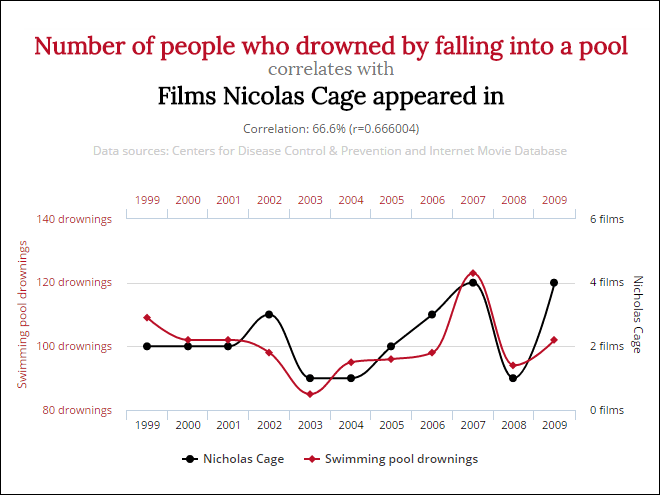 Number of people who drowned by falling into a pool
correlates with
Films Nicolas Cage appeared in
Correlation: 66.6% (r=0.666004)
Data sources: Centers for Disease Control & Prevention and Internet Movie Database
1999 2000 2001 2002 2003 2004 2005 2006 2007 2008 2009
140 drownings 6 films
120 drownings 4 films
100 drownings 2 films
80 drownings 0 films
Swimming pool drownings
Nicholas Cage
1999 2000 2001 2002 2003 2004 2005 2006 2007 2008 2009
Nicholas Cage Swimming pool drownings